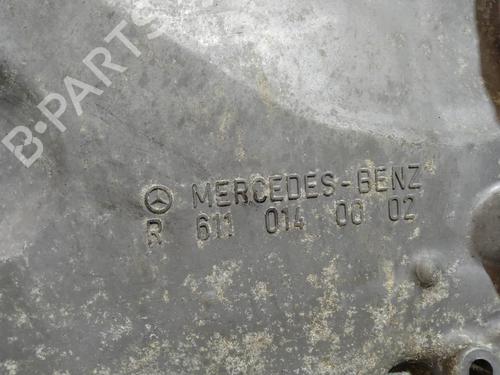 B-PARTS
MERCEDES-BENZ
R 611 014 00 02